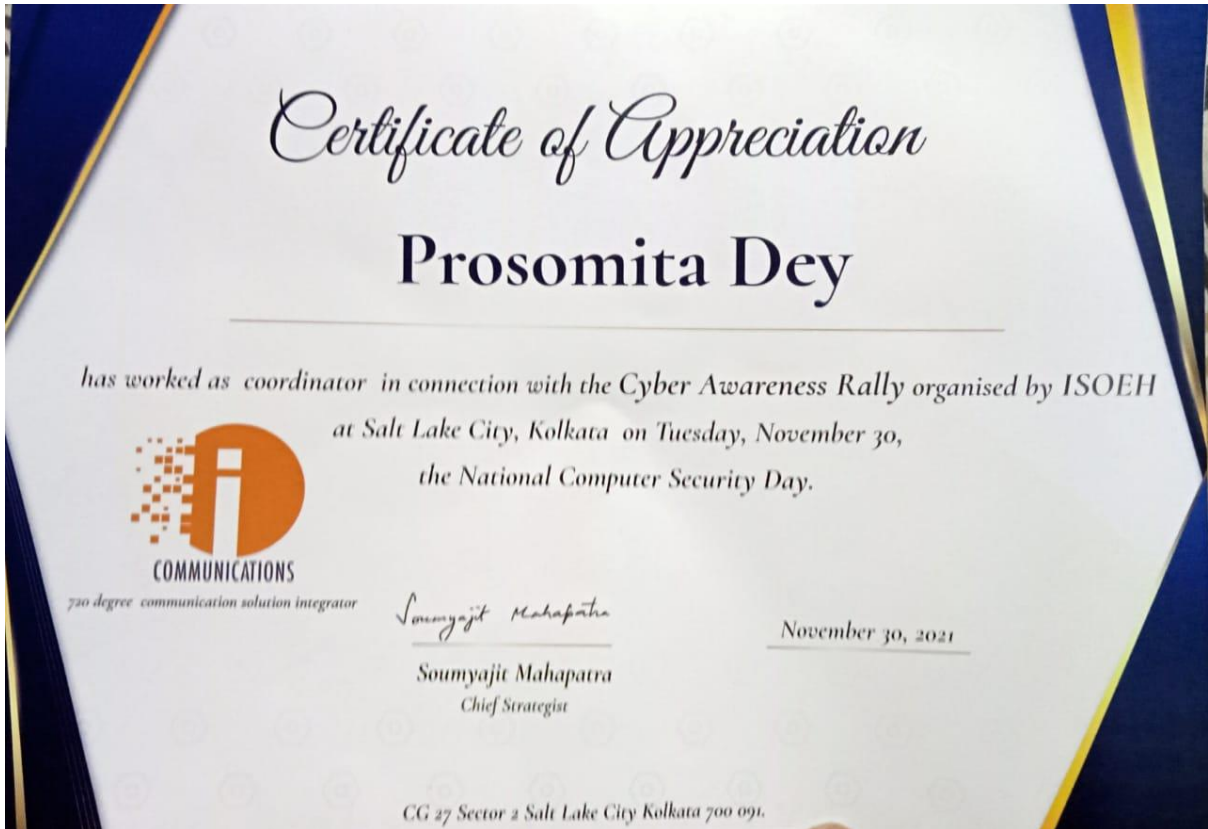 Certificate of Appreciation
Prosomita Dey
has worked as coordinator in connection with the Cyber Awareness Rally organised by ISOEH
at Salt Lake City, Kolkata on Tuesday, November 30,
the National Computer Security Day.
i
COMMUNICATIONS
720 degree communication solution integrator
Soumyajit Mahapatra
Soumyajit Mahapatra
Chief Strategist
November 30, 2021
CG 27 Sector 2 Salt Lake City Kolkata 700 091.